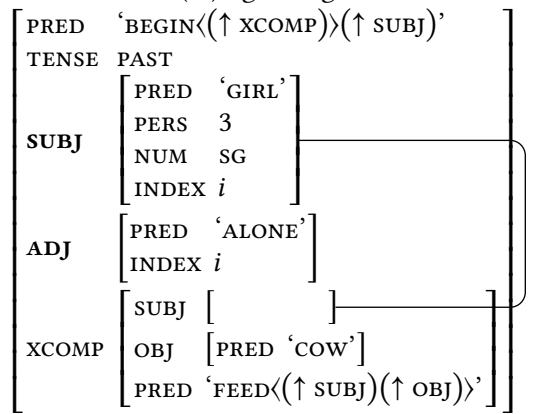 PRED ‘BEGIN⟨(↑ XCOMP)⟩(↑ SUBJ)’
TENSE PAST
SUBJ
PRED ‘GIRL’
PERS 3
NUM SG
INDEX i
ADJ
PRED ‘ALONE’
INDEX i
XCOMP
SUBJ [ ]
OBJ [PRED ‘COW’]
PRED ‘FEED⟨(↑ SUBJ)(↑ OBJ)⟩’